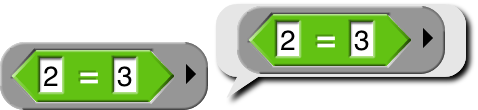 2 = 3
2 = 3